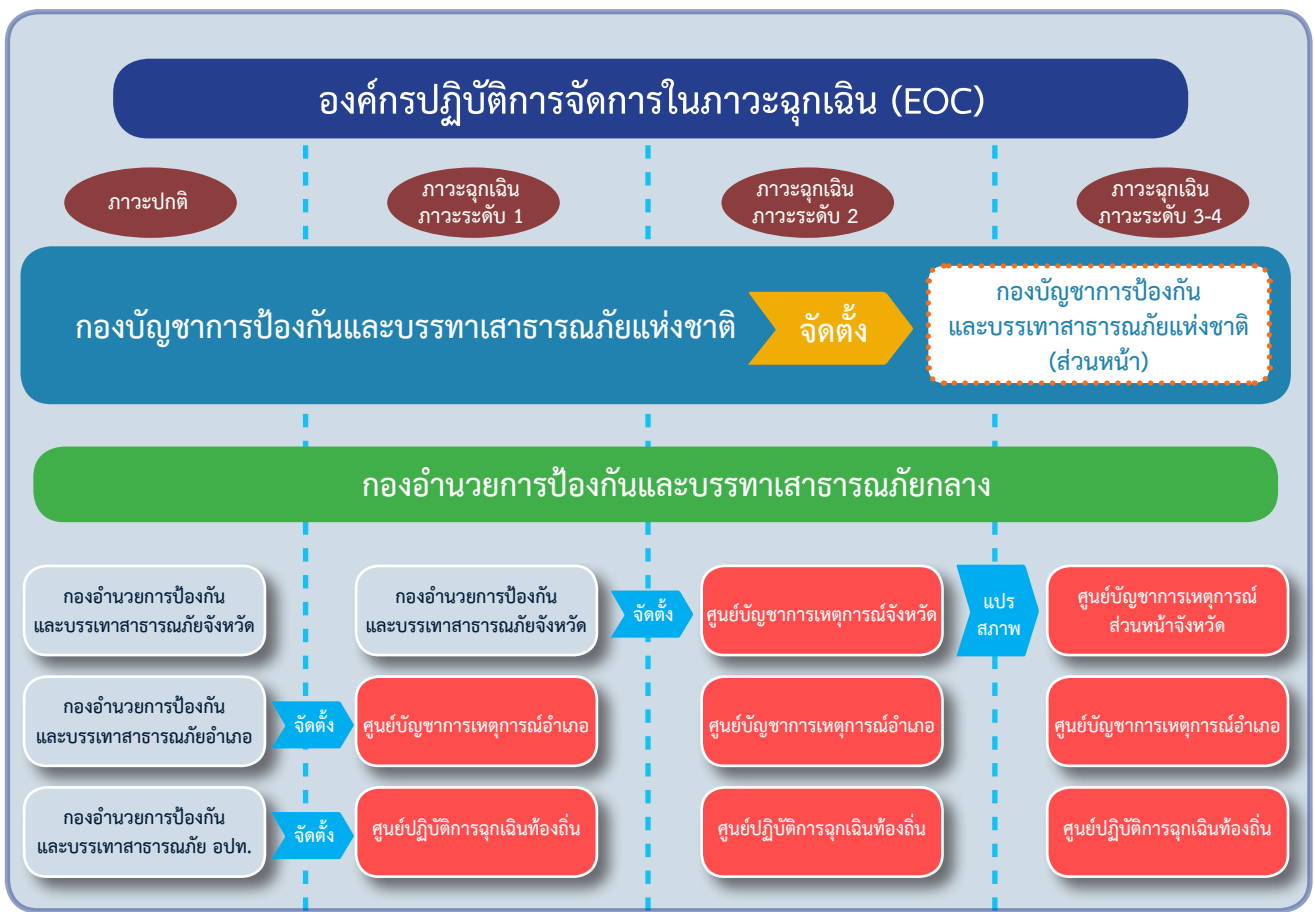 องค์กรปฏิบัติการจัดการในภาวะฉุกเฉิน (EOC)
ภาวะปกติ
ภาวะฉุกเฉิน
ภาวะระดับ 1
ภาวะฉุกเฉิน
ภาวะระดับ 2
ภาวะฉุกเฉิน
ภาวะระดับ 3-4
กองบัญชาการป้องกันและบรรทาเสาธารณภัยแห่งชาติ
จัดตั้ง
กองบัญชาการป้องกัน
และบรรเทาสาธารณภัยแห่งชาติ
(ส่วนหน้า)
กองอำนวยการป้องกันและบรรทาเสาธารณภัยกลาง
กองอำนวยการป้องกัน
และบรรเทาสาธารณภัยจังหวัด
กองอำนวยการป้องกัน
และบรรเทาสาธารณภัยจังหวัด
จัดตั้ง
ศูนย์บัญชาการเหตุการณ์จังหวัด
แปร
สภาพ
ศูนย์บัญชาการเหตุการณ์
ส่วนหน้าจังหวัด
กองอำนวยการป้องกัน
และบรรเทาสาธารณภัยอำเภอ
จัดตั้ง
ศูนย์บัญชาการเหตุการณ์อำเภอ
ศูนย์บัญชาการเหตุการณ์อำเภอ
ศูนย์บัญชาการเหตุการณ์อำเภอ
กองอำนวยการป้องกัน
และบรรเทาสาธารณภัย อปท.
จัดตั้ง
ศูนย์ปฏิบัติการฉุกเฉินท้องถิ่น
ศูนย์ปฏิบัติการฉุกเฉินท้องถิ่น
ศูนย์ปฏิบัติการฉุกเฉินท้องถิ่น